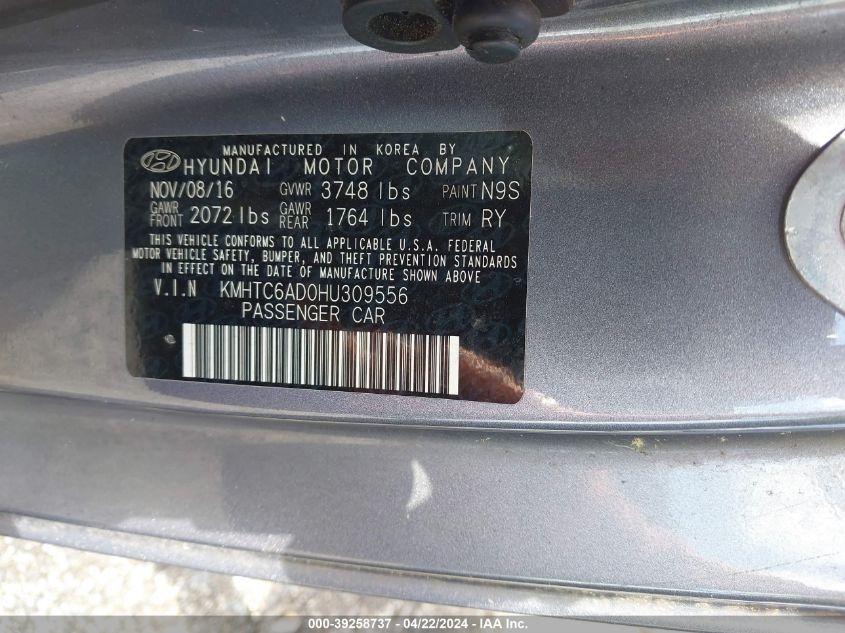 MANUFACTURED IN KOREA BY
HYUNDAI MOTOR COMPANY
NOV/08/16 GVWR 3748 lbs PAINT N9S
GAWR FRONT 2072 lbs GAWR REAR 1764 lbs TRIM RY
THIS VEHICLE CONFORMS TO ALL APPLICABLE U.S.A. FEDERAL
MOTOR VEHICLE SAFETY, BUMPER, AND THEFT PREVENTION STANDARDS
IN EFFECT ON THE DATE OF MANUFACTURE SHOWN ABOVE
V.I.N KMHTC6AD0HU309556
PASSENGER CAR
000-39258737 - 04/22/2024 - IAA Inc.